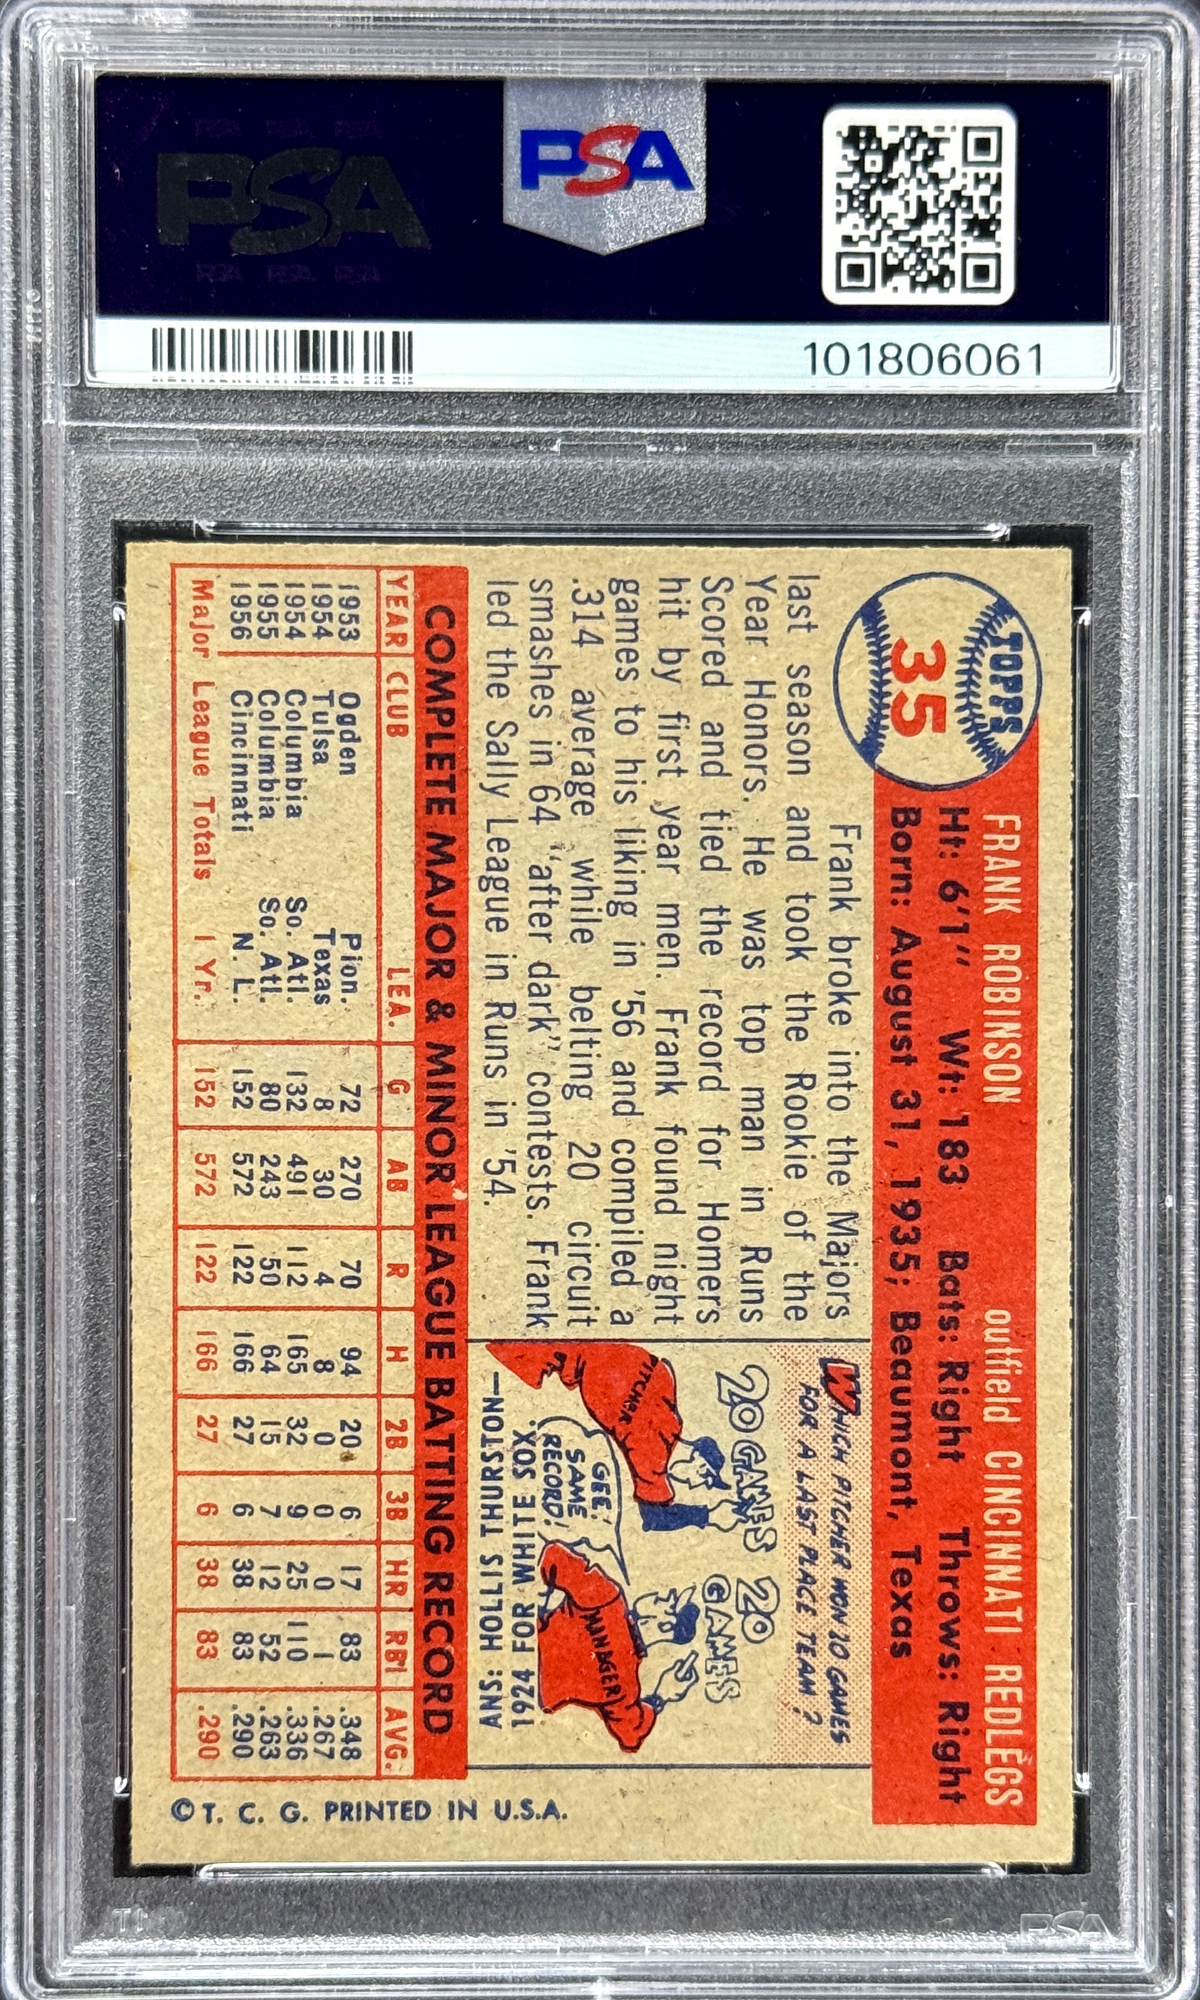 PSA
PSA
101806061
TOPPS
35
FRANK ROBINSON outfield CINCINNATI REDLEGS
Ht: 6'1" Wt: 183 Bats: Right Throws: Right
Born: August 31, 1935; Beaumont, Texas
Frank broke into the Majors
last season and took the Rookie of the
Year Honors. He was top man in Runs
Scored and tied the record for Homers
hit by first year men. Frank found night
games to his liking in '56 and compiled a
.314 average while belting 20 circuit
smashes in 64 "after dark" contests. Frank
led the Sally League in Runs in '54.
WHICH PITCHER WON 20 GAMES
FOR A LAST PLACE TEAM?
20 GAMES
20 GAMES
PITCHER
GEE!
SAME
RECORD!
MANAGER
ANS: HOLLIS THURSTON—
1924 FOR WHITE SOX.
COMPLETE MAJOR & MINOR LEAGUE BATTING RECORD
YEAR CLUB LEA. G AB R H 2B 3B HR RBI AVG.
1953 Ogden Pion. 72 270 70 94 20 6 17 83 .348
1954 Tulsa Texas 8 30 4 8 0 0 0 1 .267
1954 Columbia So. Atl. 132 491 112 165 32 9 25 110 .336
1955 Columbia So. Atl. 80 243 50 64 15 7 12 52 .263
1956 Cincinnati N. L. 152 572 122 166 27 6 38 83 .290
Major League Totals 1 Yr. 152 572 122 166 27 6 38 83 .290
© T. C. G. PRINTED IN U.S.A.
PSA